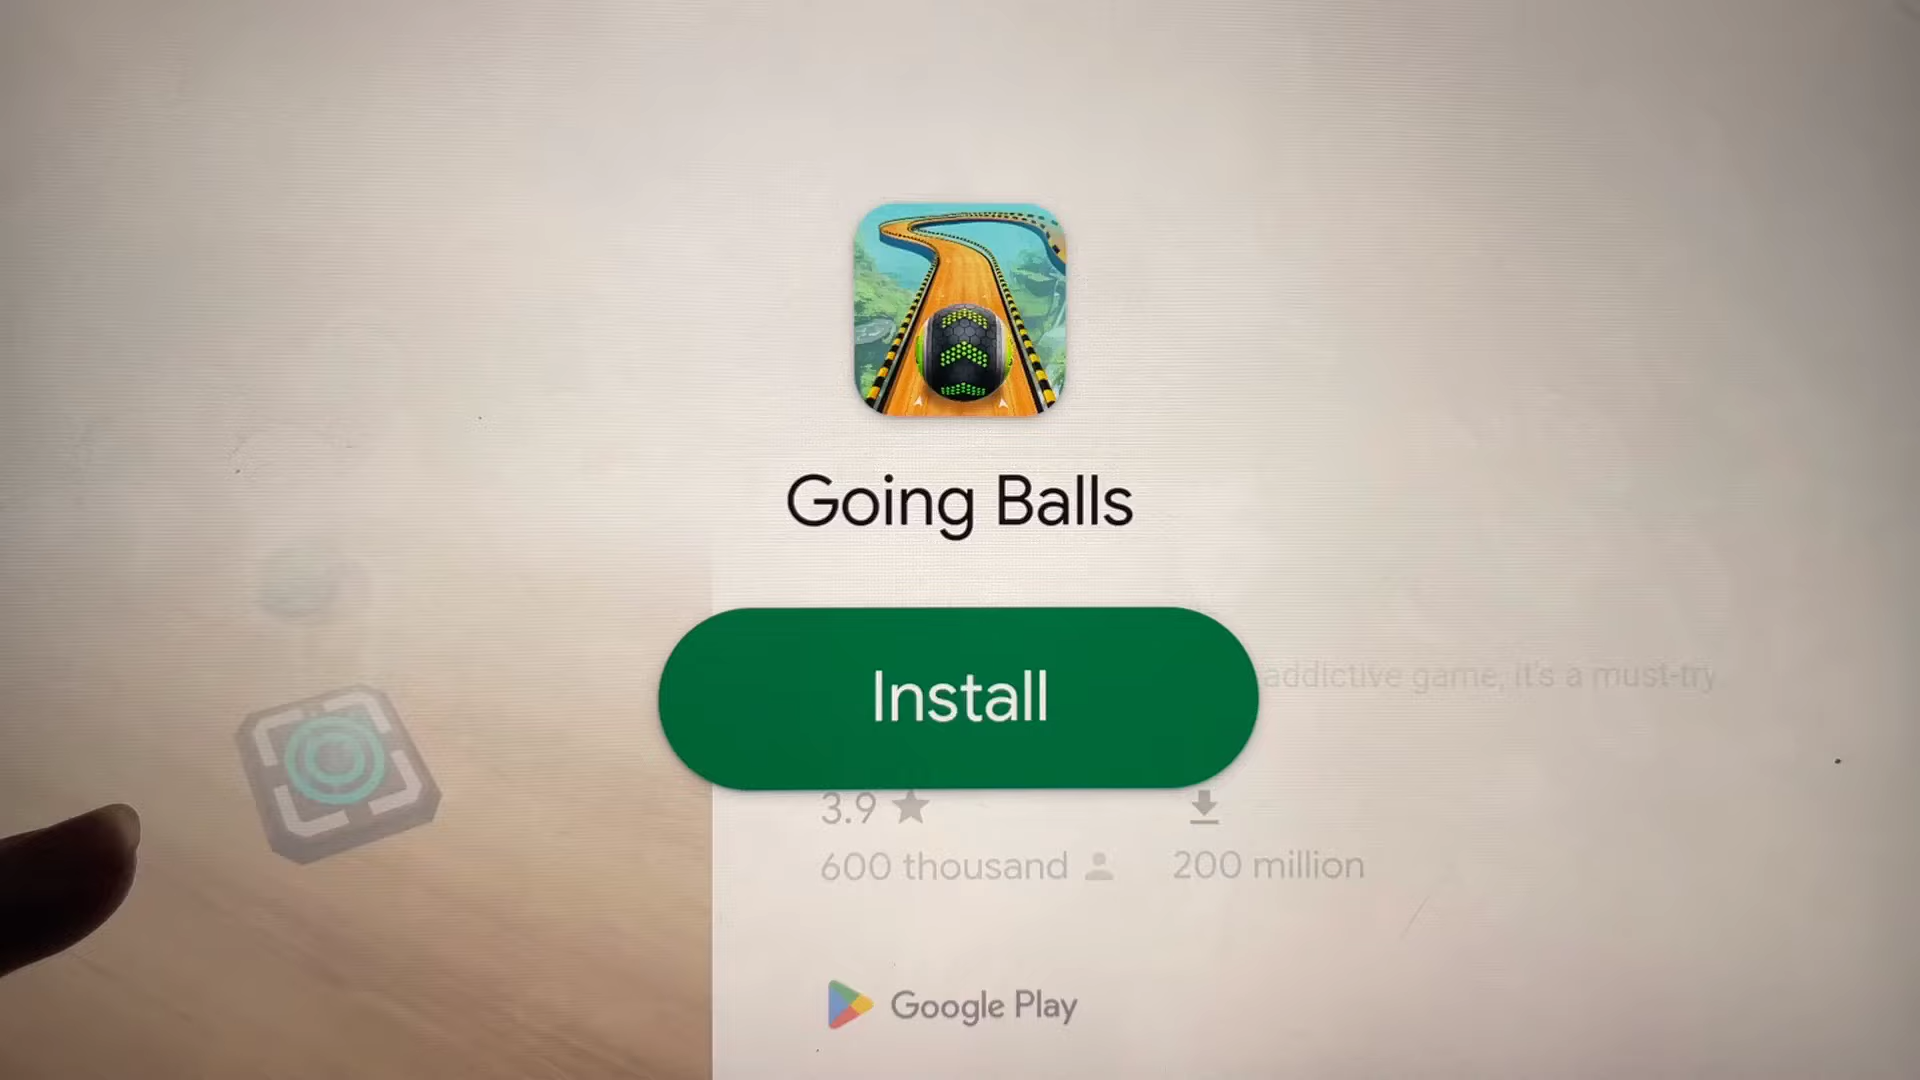 Going Balls
Install
addictive game, it's a must-try
3.9
600 thousand
200 million
Google Play